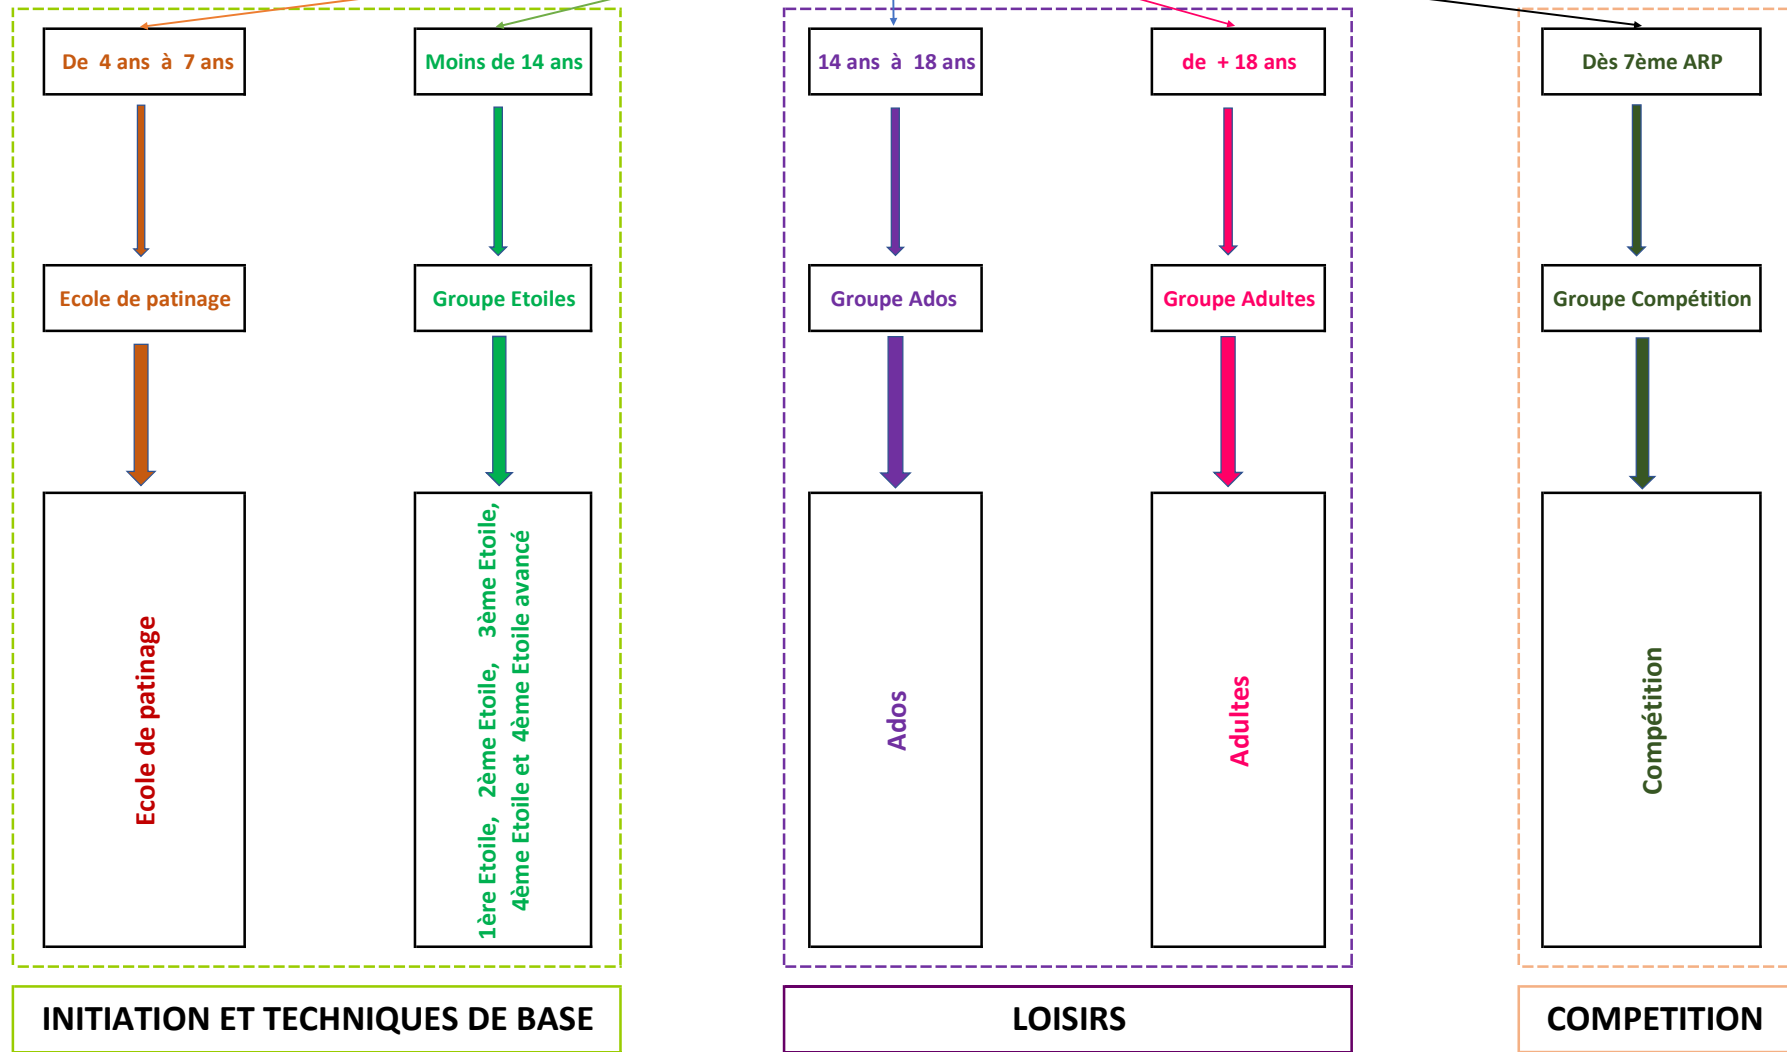 De 4 ans à 7 ans
Moins de 14 ans
14 ans à 18 ans
de + 18 ans
Dès 7ème ARP
Ecole de patinage
Groupe Etoiles
Groupe Ados
Groupe Adultes
Groupe Compétition
Ecole de patinage
1ère Etoile, 2ème Etoile, 3ème Etoile,
4ème Etoile et 4ème Etoile avancé
Ados
Adultes
Compétition
INITIATION ET TECHNIQUES DE BASE
LOISIRS
COMPETITION